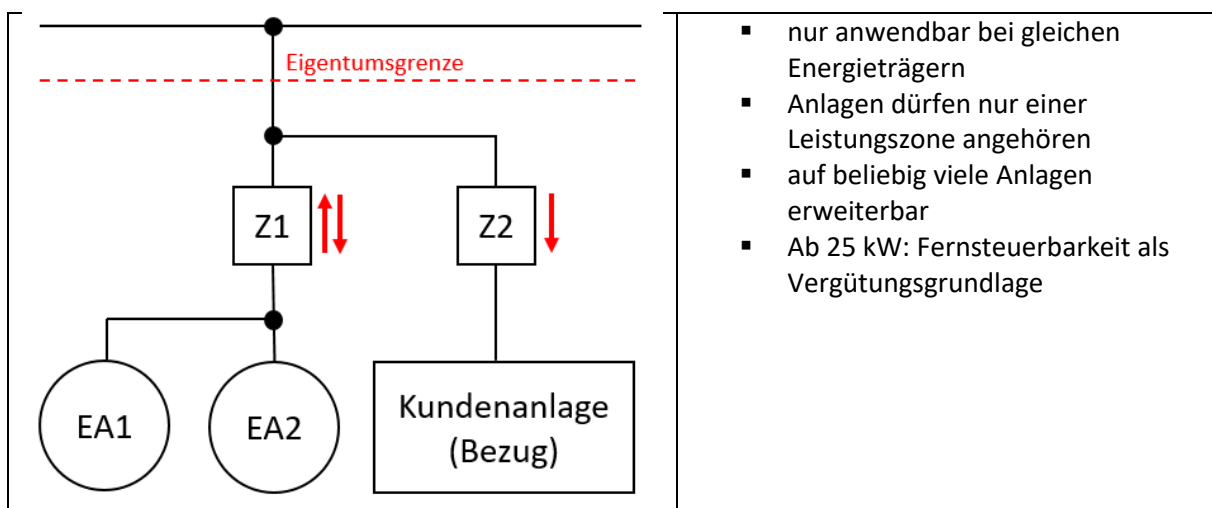 Eigentumsgrenze
Z1
Z2
EA1
EA2
Kundenanlage
(Bezug)
▪ nur anwendbar bei gleichen
Energieträgern
▪ Anlagen dürfen nur einer
Leistungszone angehören
▪ auf beliebig viele Anlagen
erweiterbar
▪ Ab 25 kW: Fernsteuerbarkeit als
Vergütungsgrundlage